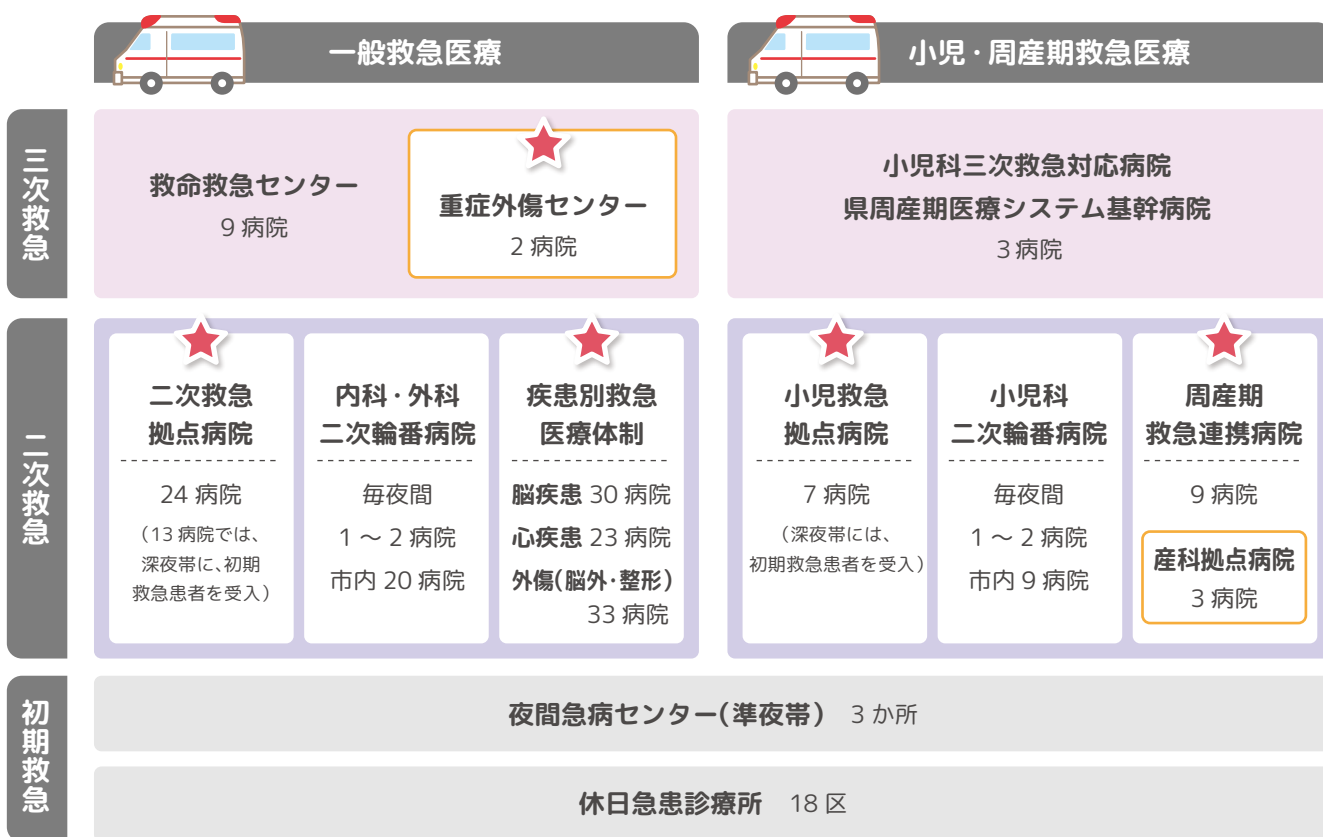 一般救急医療
小児・周産期救急医療
三次救急
救命救急センター
9 病院
重症外傷センター
2 病院
小児科三次救急対応病院
県周産期医療システム基幹病院
3 病院
二次救急
二次救急
拠点病院
24 病院
（13 病院では、
深夜帯に、初期
救急患者を受入）
内科・外科
二次輪番病院
毎夜間
1 ～ 2 病院
市内 20 病院
疾患別救急
医療体制
脳疾患 30 病院
心疾患 23 病院
外傷(脳外・整形)
33 病院
小児救急
拠点病院
7 病院
（深夜帯には、
初期救急患者を受入）
小児科
二次輪番病院
毎夜間
1 ～ 2 病院
市内 9 病院
周産期
救急連携病院
9 病院
産科拠点病院
3 病院
初期救急
夜間急病センター(準夜帯) 3 か所
休日急患診療所 18 区